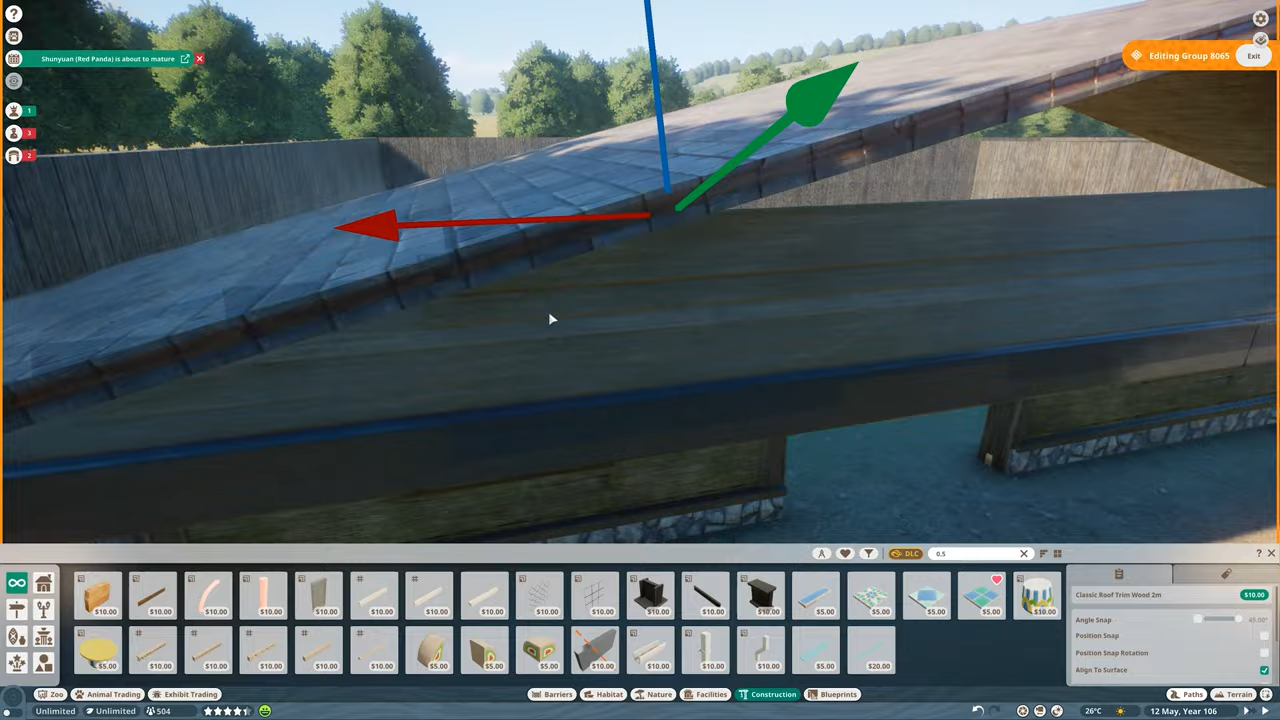 ?
Shunyuan (Red Panda) is about to mature
1
3
2
Editing Group 8065
Exit
DLC
0.5
?
$10.00 $10.00 $10.00 $10.00 $10.00 $10.00 $10.00 $10.00 $10.00 $10.00 $10.00 $10.00 $10.00 $5.00 $5.00 $5.00 $5.00 $10.00
$5.00 $10.00 $10.00 $10.00 $10.00 $10.00 $5.00 $5.00 $5.00 $10.00 $10.00 $10.00 $10.00 $5.00 $20.00
Classic Roof Trim Wood 2m
$10.00
Angle Snap
45.00°
Position Snap
Position Snap Rotation
Align To Surface
Zoo
Animal Trading
Exhibit Trading
Barriers
Habitat
Nature
Facilities
Construction
Blueprints
Paths
Terrain
Unlimited
Unlimited
504
26°C
12 May, Year 106